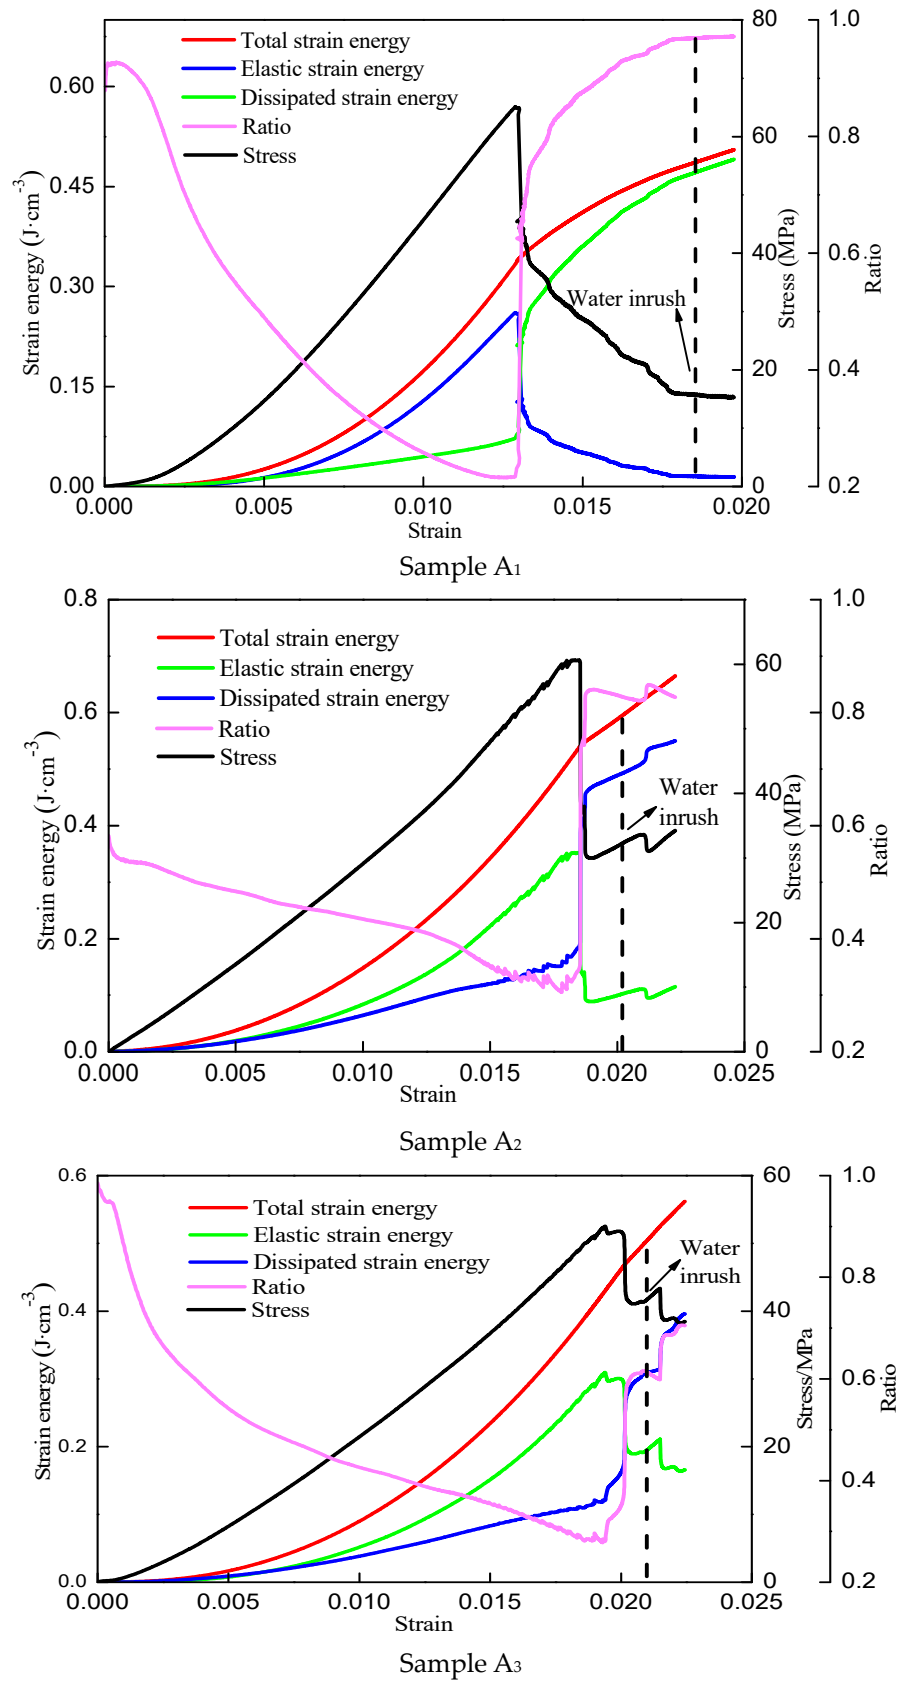 Total strain energy
Elastic strain energy
Dissipated strain energy
Ratio
Stress
Water inrush
Strain energy (J·cm⁻³)
0.60
0.45
0.30
0.15
0.00
0.000
0.005
0.010
0.015
0.020
Strain
80
60
40
20
0
Stress (MPa)
1.0
0.8
0.6
0.4
0.2
Ratio
Sample A₁
Total strain energy
Elastic strain energy
Dissipated strain energy
Ratio
Stress
Water
inrush
Strain energy (J·cm⁻³)
0.8
0.6
0.4
0.2
0.0
0.000
0.005
0.010
0.015
0.020
0.025
Strain
60
40
20
0
Stress (MPa)
1.0
0.8
0.6
0.4
0.2
Ratio
Sample A₂
Total strain energy
Elastic strain energy
Dissipated strain energy
Ratio
Stress
Water
inrush
Strain energy (J·cm⁻³)
0.6
0.4
0.2
0.0
0.000
0.005
0.010
0.015
0.020
0.025
Strain
60
40
20
0
Stress/MPa
1.0
0.8
0.6
0.4
0.2
Ratio
Sample A₃